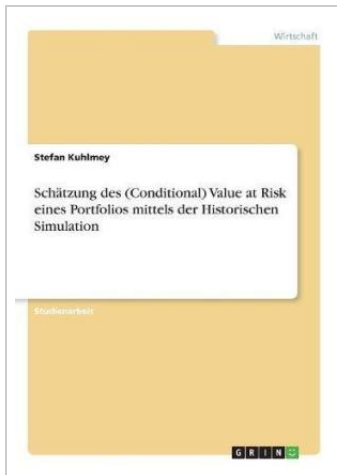 Wirtschaft
Stefan Kuhlmey
Schätzung des (Conditional) Value at Risk
eines Portfolios mittels der Historischen
Simulation
Studienarbeit
GRIN